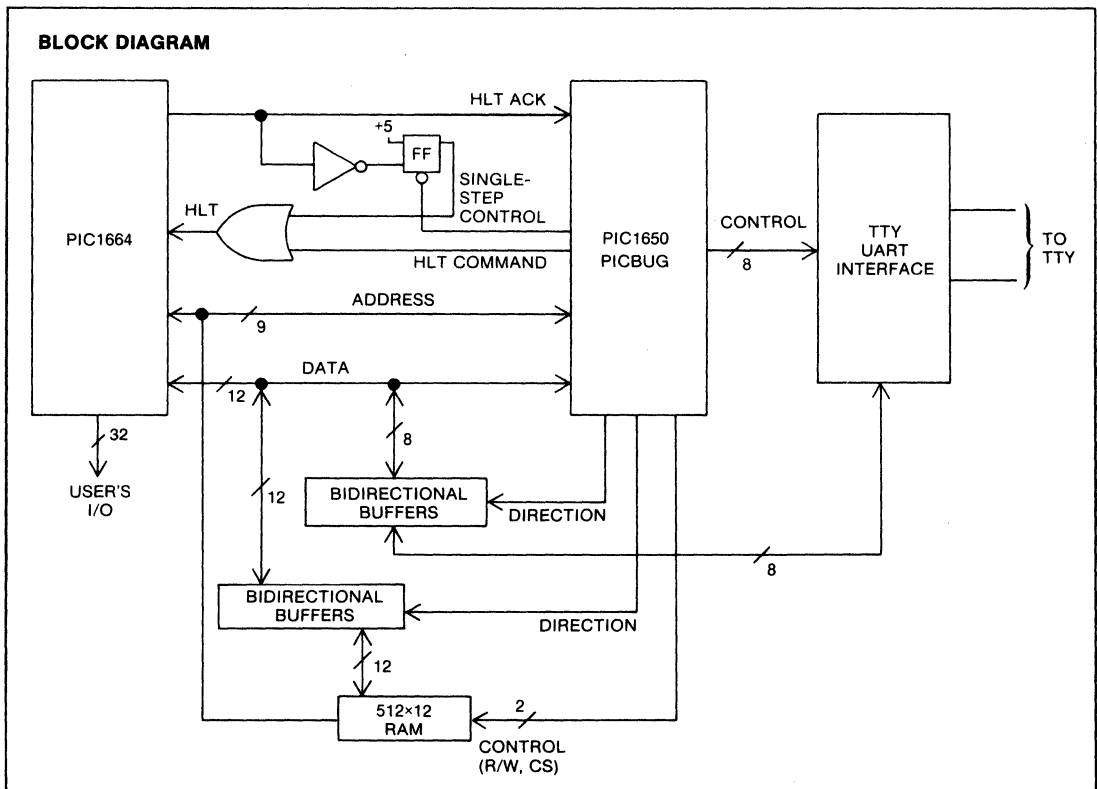 BLOCK DIAGRAM
HLT ACK
+5
FF
SINGLE-
STEP
CONTROL
HLT
PIC1664
PIC1650
PICBUG
CONTROL
8
TTY
UART
INTERFACE
TO
TTY
HLT COMMAND
ADDRESS
9
DATA
12
32
USER'S
I/O
8
12
BIDIRECTIONAL
BUFFERS
DIRECTION
8
BIDIRECTIONAL
BUFFERS
DIRECTION
12
512×12
RAM
2
CONTROL
(R/W, CS)